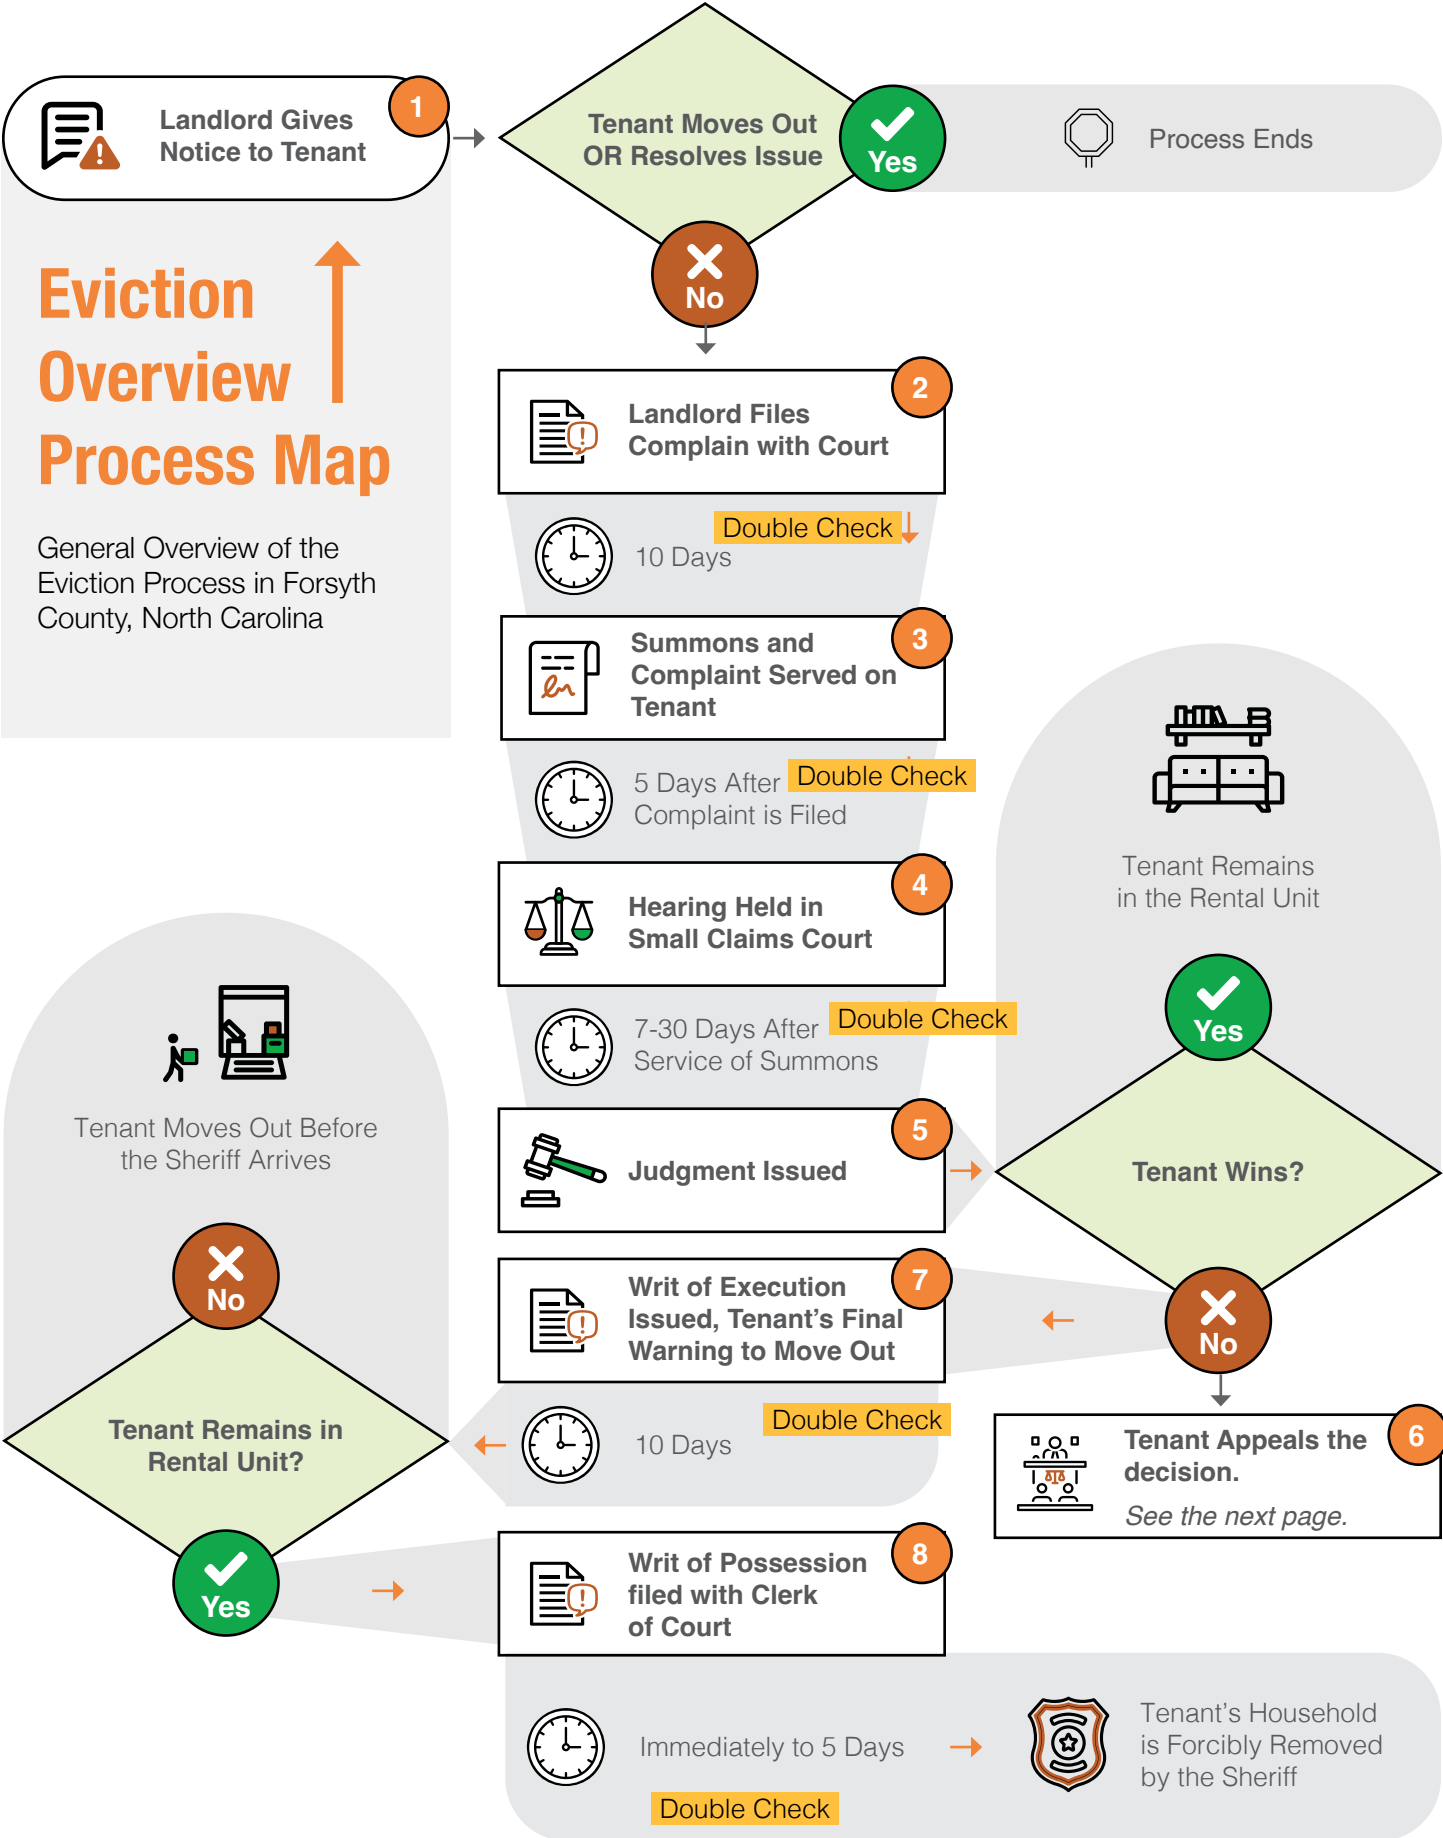 1
Landlord Gives
Notice to Tenant
Tenant Moves Out
OR Resolves Issue
Yes
Process Ends
No
Eviction
Overview
Process Map
General Overview of the
Eviction Process in Forsyth
County, North Carolina
2
Landlord Files
Complain with Court
Double Check
10 Days
3
Summons and
Complaint Served on
Tenant
5 Days After
Double Check
Complaint is Filed
4
Hearing Held in
Small Claims Court
7-30 Days After
Double Check
Service of Summons
5
Judgment Issued
Tenant Remains
in the Rental Unit
Yes
Tenant Wins?
No
6
Tenant Appeals the
decision.
See the next page.
7
Writ of Execution
Issued, Tenant’s Final
Warning to Move Out
Double Check
10 Days
Tenant Moves Out Before
the Sheriff Arrives
No
Tenant Remains in
Rental Unit?
Yes
8
Writ of Possession
filed with Clerk
of Court
Immediately to 5 Days
Double Check
Tenant’s Household
is Forcibly Removed
by the Sheriff